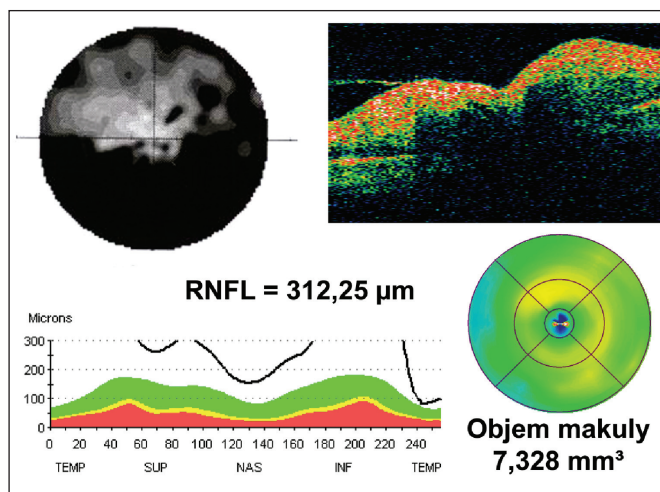 RNFL = 312,25 µm
Microns
300
200
100
0
0 20 40 60 80 100 120 140 160 180 200 220 240
TEMP SUP NAS INF TEMP
Objem makuly
7,328 mm³